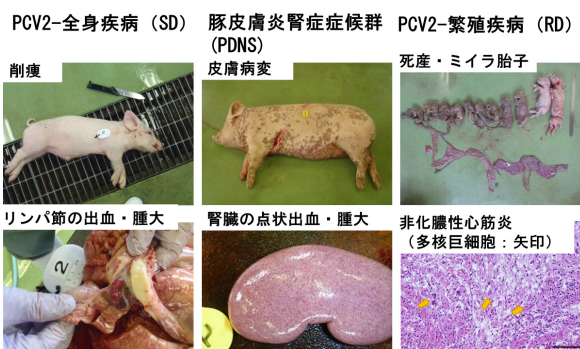 PCV2-全身疾病（SD）
豚皮膚炎腎症症候群
(PDNS)
PCV2-繁殖疾病（RD）
削痩
皮膚病変
死産・ミイラ胎子
リンパ節の出血・腫大
腎臓の点状出血・腫大
非化膿性心筋炎
（多核巨細胞：矢印）
2